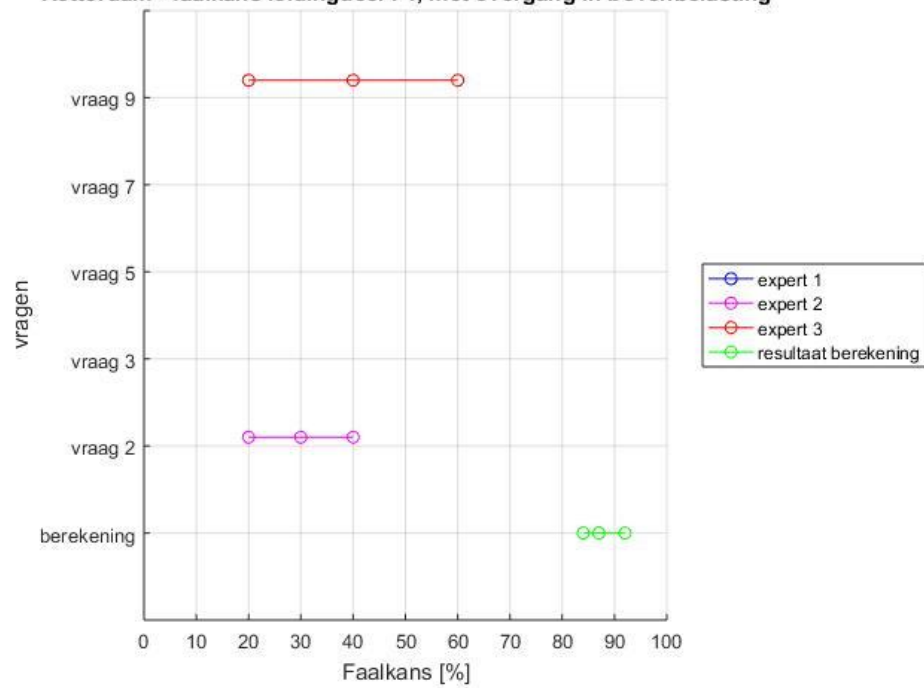 vraag 9
vraag 7
vraag 5
vraag 3
vraag 2
berekening
vragen
0 10 20 30 40 50 60 70 80 90 100
Faalkans [%]
expert 1
expert 2
expert 3
resultaat berekening